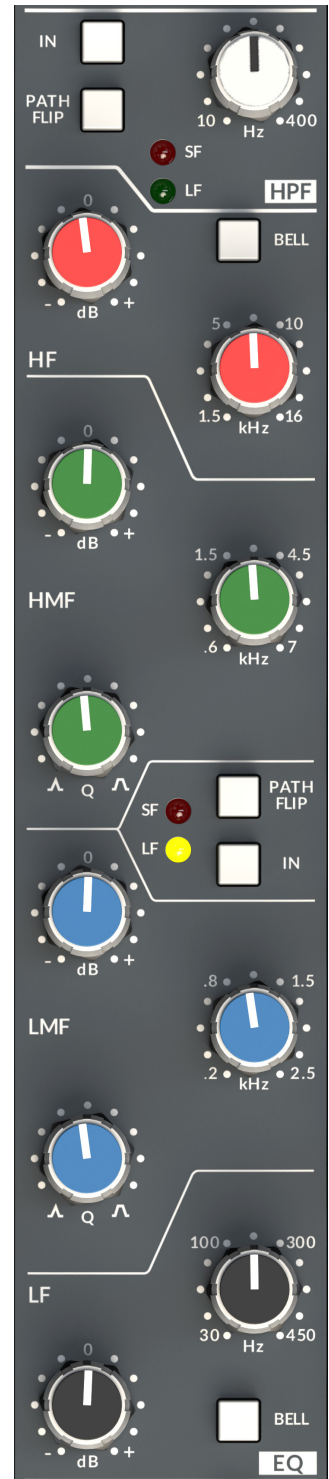 IN
PATH
FLIP
10 Hz 400
SF
LF
HPF
0
- dB +
BELL
5 10
1.5 kHz 16
HF
0
- dB +
1.5 4.5
.6 kHz 7
HMF
Q
PATH
FLIP
SF
LF
IN
0
- dB +
.8 1.5
.2 kHz 2.5
LMF
Q
100 300
30 Hz 450
LF
0
- dB +
BELL
EQ